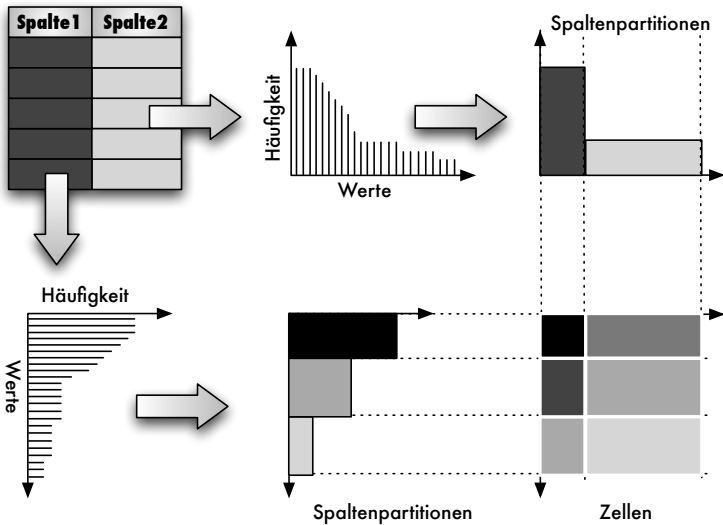 Spalte1 Spalte2
Häufigkeit
Werte
Spaltenpartitionen
Häufigkeit
Werte
Spaltenpartitionen
Zellen